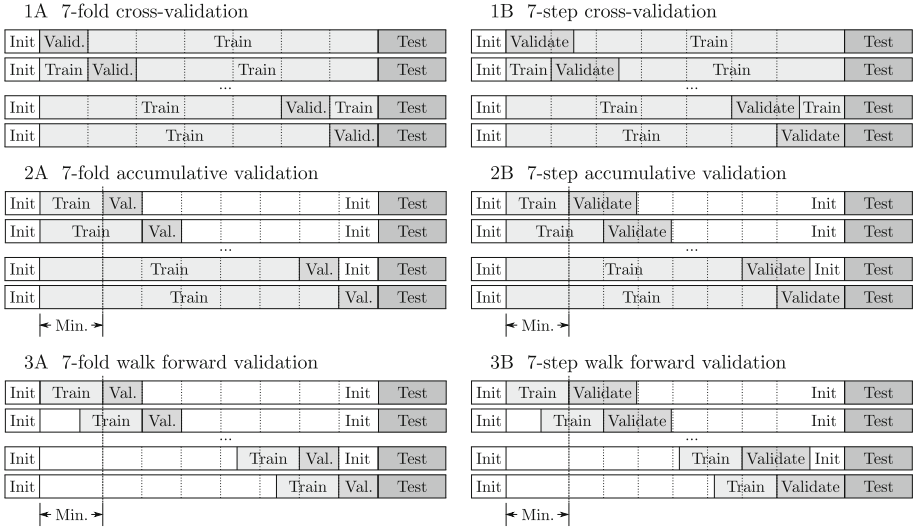 1A 7-fold cross-validation
Init Valid. Train Test
Init Train Valid. Train Test
...
Init Train Valid. Train Test
Init Train Valid. Test
1B 7-step cross-validation
Init Validate Train Test
Init Train Validate Train Test
...
Init Train Validate Train Test
Init Train Validate Test
2A 7-fold accumulative validation
Init Train Val. Init Test
Init Train Val. Init Test
...
Init Train Val. Init Test
Init Train Val. Test
Min.
2B 7-step accumulative validation
Init Train Validate Init Test
Init Train Validate Init Test
...
Init Train Validate Init Test
Init Train Validate Test
Min.
3A 7-fold walk forward validation
Init Train Val. Init Test
Init Train Val. Init Test
...
Init Train Val. Init Test
Init Train Val. Test
Min.
3B 7-step walk forward validation
Init Train Validate Init Test
Init Train Validate Init Test
...
Init Train Validate Init Test
Init Train Validate Test
Min.